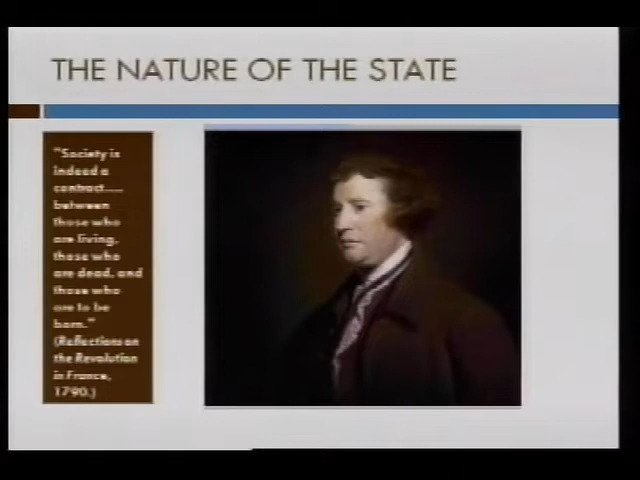 THE NATURE OF THE STATE
"Society is
indeed a
contract.....
between
those who
are living,
those who
are dead, and
those who
are to be
born."
(Reflections on
the Revolution
in France,
1790.)